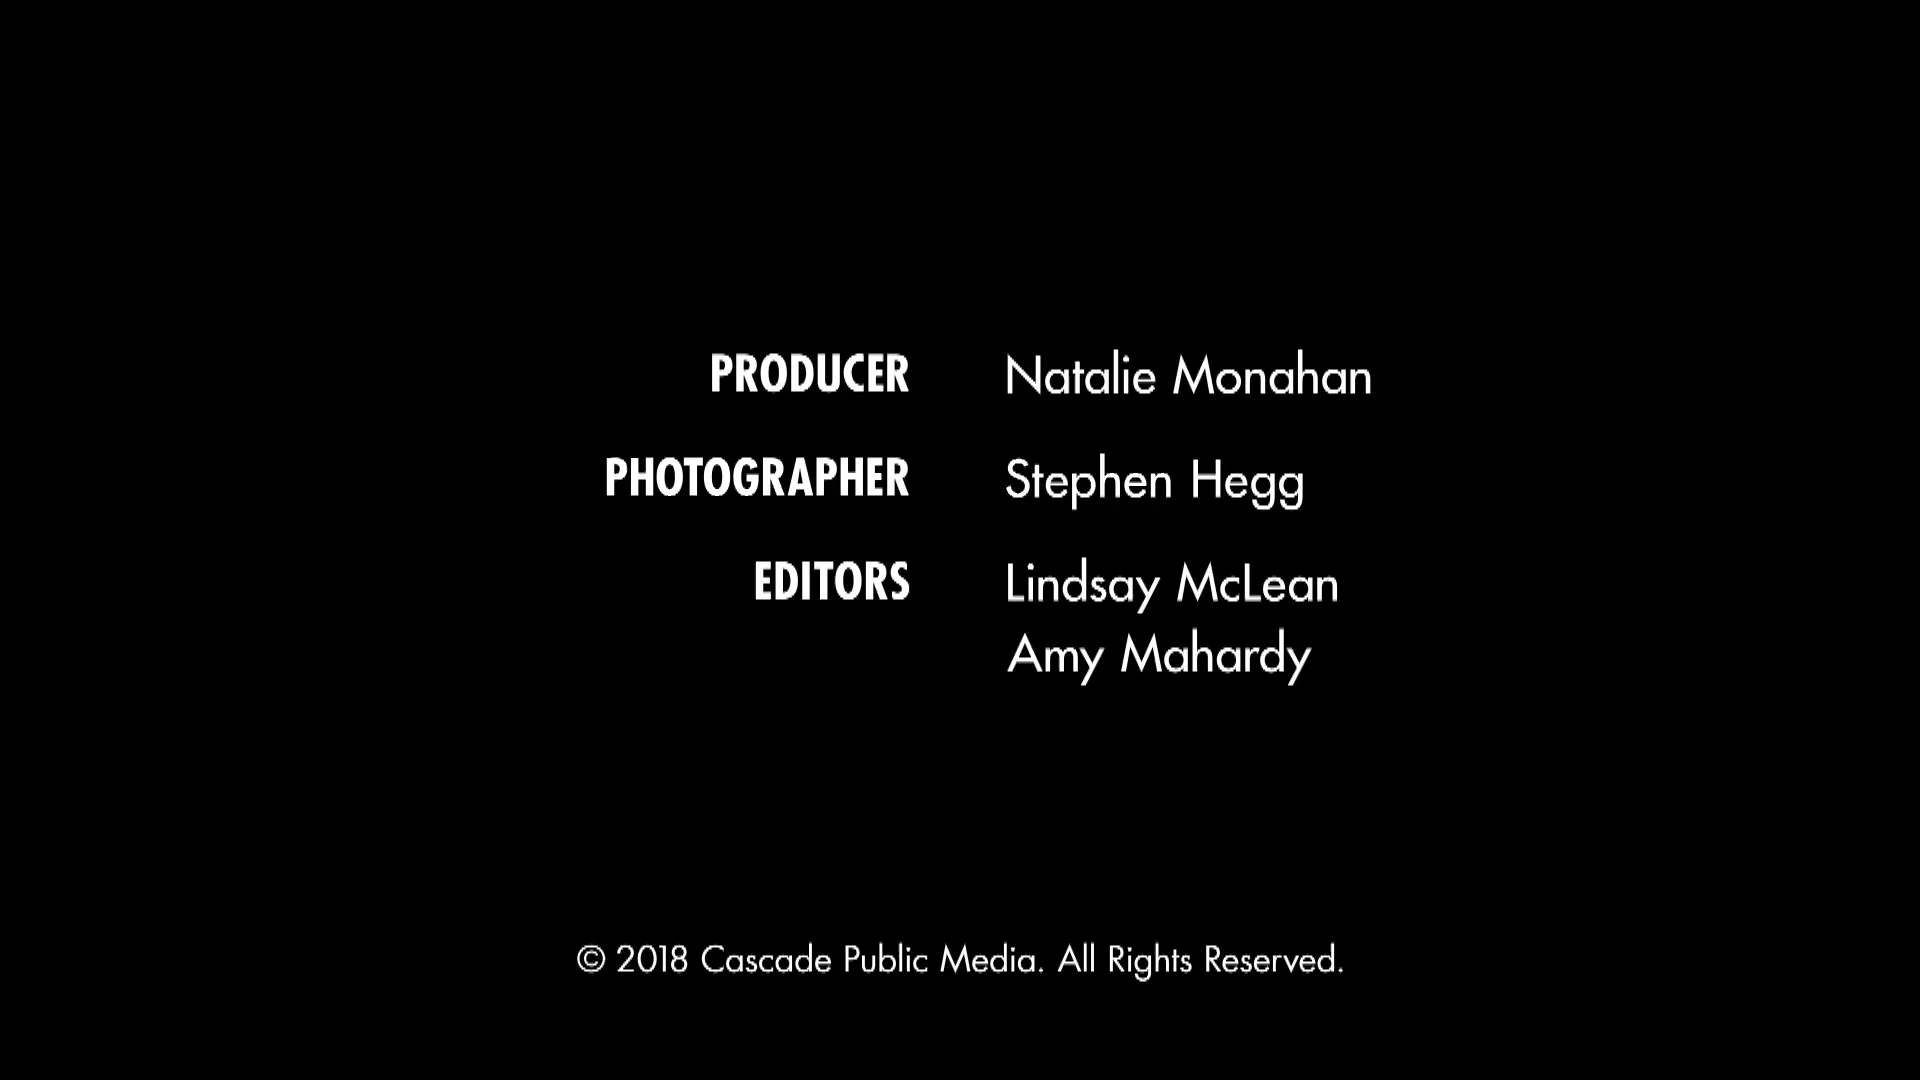 PRODUCER Natalie Monahan
PHOTOGRAPHER Stephen Hegg
EDITORS Lindsay McLean
Amy Mahardy
© 2018 Cascade Public Media. All Rights Reserved.